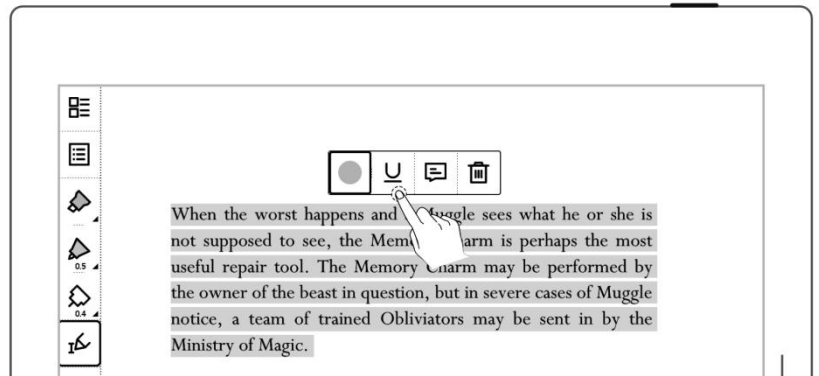 U
0.5
0.4
I
When the worst happens and Muggle sees what he or she is
not supposed to see, the Charm is perhaps the most
useful repair tool. The Memory Charm may be performed by
the owner of the beast in question, but in severe cases of Muggle
notice, a team of trained Obliviators may be sent in by the
Ministry of Magic.